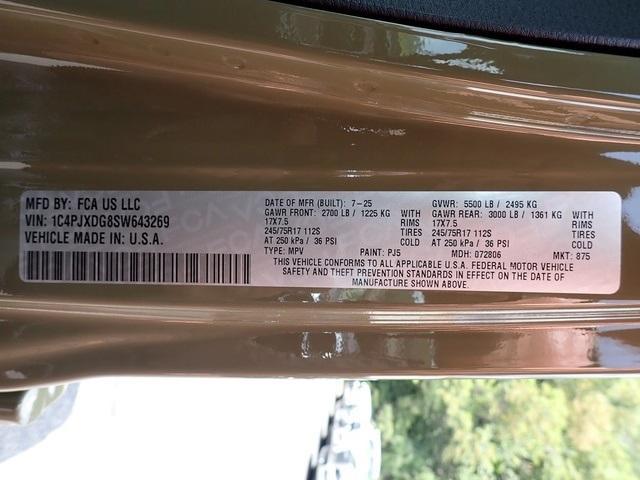 MFD BY: FCA US LLC
VIN: 1C4PJXDG8SW643269
VEHICLE MADE IN: U.S.A.
DATE OF MFR (BUILT): 7-25 GVWR: 5500 LB / 2495 KG
GAWR FRONT: 2700 LB / 1225 KG WITH GAWR REAR: 3000 LB / 1361 KG WITH
17X7.5 RIMS 17X7.5 RIMS
245/75R17 112S TIRES 245/75R17 112S TIRES
AT 250 kPa / 36 PSI COLD AT 250 kPa / 36 PSI COLD
TYPE: MPV PAINT: PJ5 MDH: 072806 MKT: 875
THIS VEHICLE CONFORMS TO ALL APPLICABLE U.S.A. FEDERAL MOTOR VEHICLE
SAFETY AND THEFT PREVENTION STANDARDS IN EFFECT ON THE DATE OF
MANUFACTURE SHOWN ABOVE.